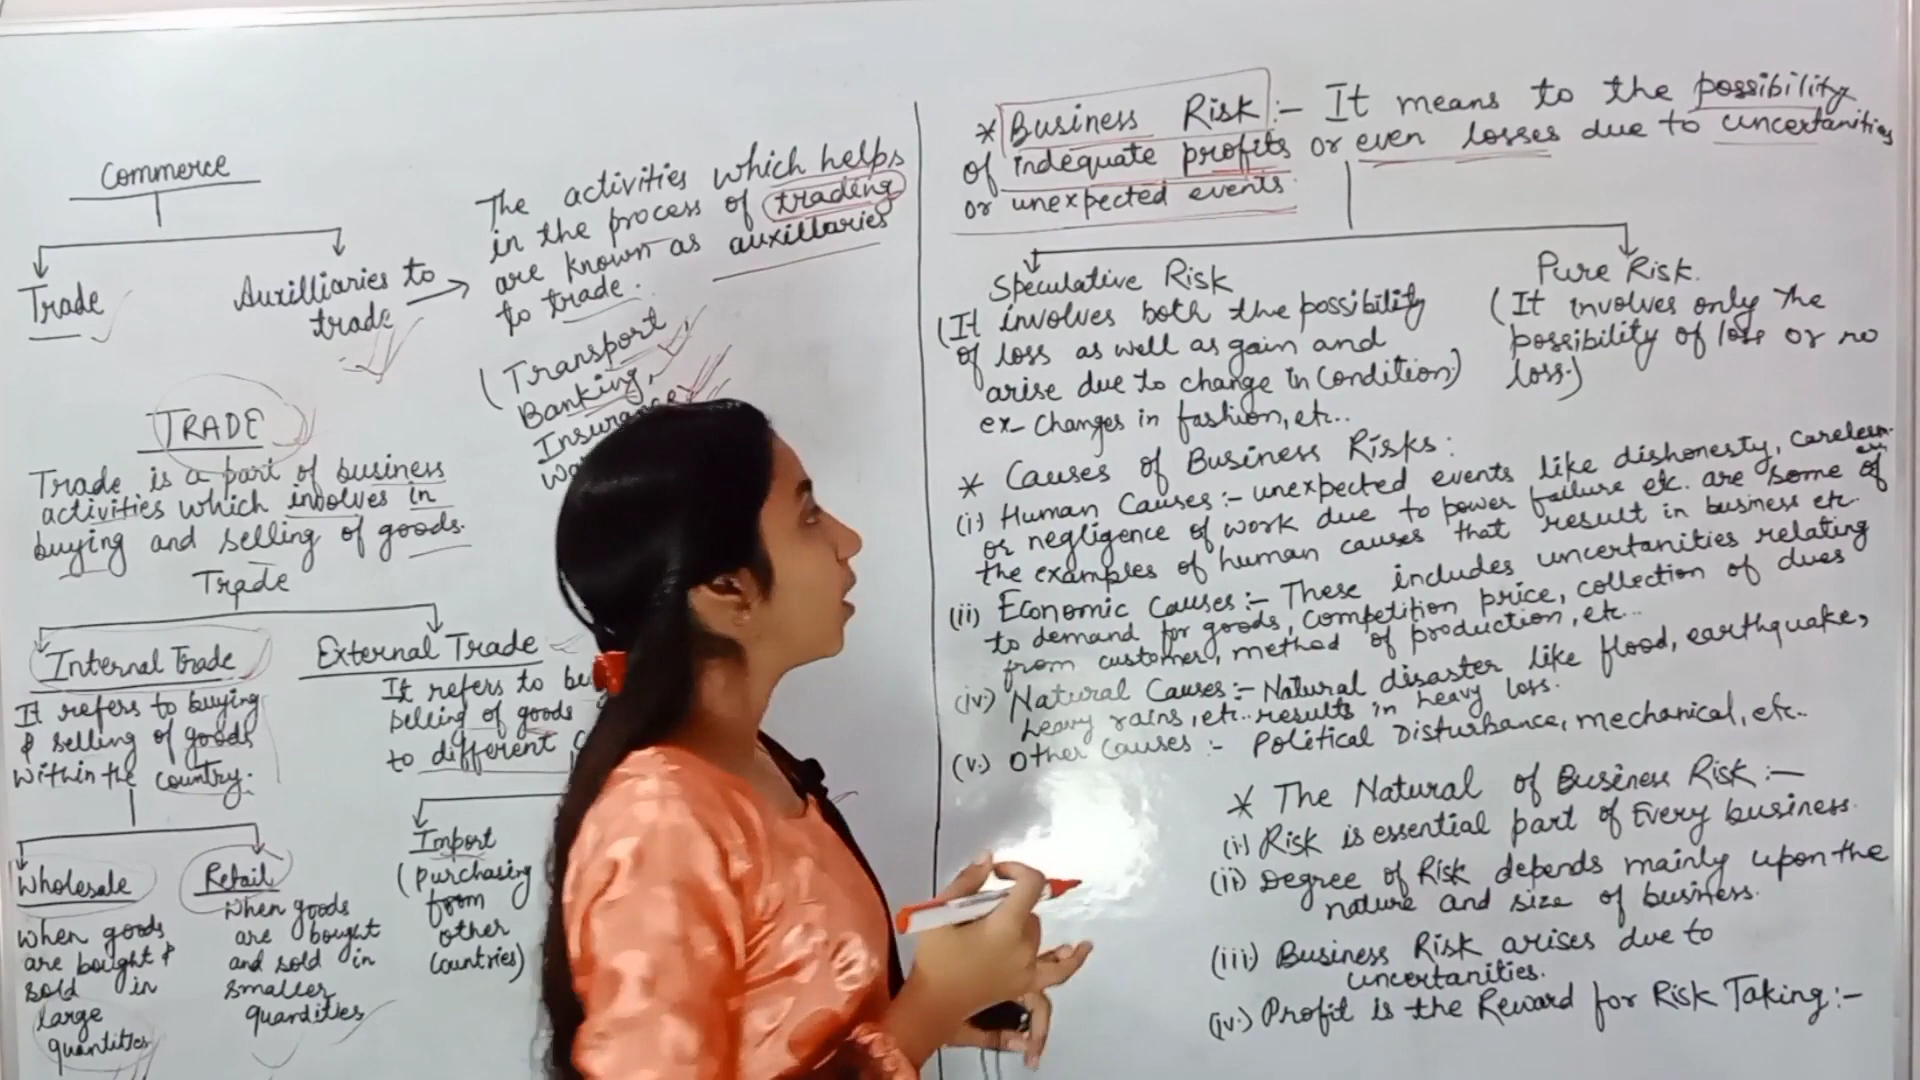 Commerce
Trade
Auxilliaries to
trade
The activities which helps
in the process of trading
are known as auxillaries
to trade.
(Transport,
Banking,
Insurance
TRADE
Trade is a part of business
activities which involves in
buying and selling of goods.
Trade
Internal Trade
It refers to buying
& selling of goods
within the country.
External Trade
It refers to
selling of goods
to different
Wholesale
when goods
are bought &
sold in
large
quantities
Retail
when goods
are bought
and sold in
smaller
quantities
Import
(purchasing
from
other
countries)
* Business Risk :- It means to the possibility
of indequate profits or even losses due to uncertanities
or unexpected events.
Speculative Risk
(It involves both the possibility
of loss as well as gain and
arise due to change in condition.)
ex- changes in fashion, etc..
Pure Risk.
(It involves only the
possibility of loss or no
loss.)
* Causes of Business Risks :
(i) Human Causes :- unexpected events like dishonesty,
or negligence of work due to power failure etc. are some of
the examples of human causes that result in business etc.
(ii) Economic Causes :- These includes uncertanities relating
to demand for goods, competition price, collection of dues
from customer, method of production, etc..
(iv) Natural Causes :- Natural disaster like flood, earthquake,
heavy rains, etc.. results in heavy loss.
(v.) Other Causes :- Political Disturbance, mechanical, etc..
* The Natural of Business Risk :-
(i) Risk is essential part of Every business.
(ii) Degree of Risk depends mainly upon the
nature and size of business.
(iii) Business Risk arises due to
uncertanities.
(iv.) Profit is the Reward for Risk Taking :-